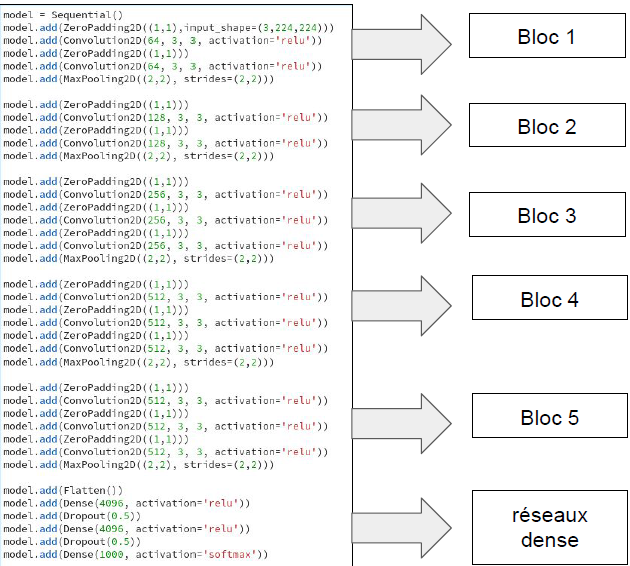 model = Sequential()
model.add(ZeroPadding2D((1,1),input_shape=(3,224,224)))
model.add(Convolution2D(64, 3, 3, activation='relu'))
model.add(ZeroPadding2D((1,1)))
model.add(Convolution2D(64, 3, 3, activation='relu'))
model.add(MaxPooling2D((2,2), strides=(2,2)))
Bloc 1
model.add(ZeroPadding2D((1,1)))
model.add(Convolution2D(128, 3, 3, activation='relu'))
model.add(ZeroPadding2D((1,1)))
model.add(Convolution2D(128, 3, 3, activation='relu'))
model.add(MaxPooling2D((2,2), strides=(2,2)))
Bloc 2
model.add(ZeroPadding2D((1,1)))
model.add(Convolution2D(256, 3, 3, activation='relu'))
model.add(ZeroPadding2D((1,1)))
model.add(Convolution2D(256, 3, 3, activation='relu'))
model.add(ZeroPadding2D((1,1)))
model.add(Convolution2D(256, 3, 3, activation='relu'))
model.add(MaxPooling2D((2,2), strides=(2,2)))
Bloc 3
model.add(ZeroPadding2D((1,1)))
model.add(Convolution2D(512, 3, 3, activation='relu'))
model.add(ZeroPadding2D((1,1)))
model.add(Convolution2D(512, 3, 3, activation='relu'))
model.add(ZeroPadding2D((1,1)))
model.add(Convolution2D(512, 3, 3, activation='relu'))
model.add(MaxPooling2D((2,2), strides=(2,2)))
Bloc 4
model.add(ZeroPadding2D((1,1)))
model.add(Convolution2D(512, 3, 3, activation='relu'))
model.add(ZeroPadding2D((1,1)))
model.add(Convolution2D(512, 3, 3, activation='relu'))
model.add(ZeroPadding2D((1,1)))
model.add(Convolution2D(512, 3, 3, activation='relu'))
model.add(MaxPooling2D((2,2), strides=(2,2)))
Bloc 5
model.add(Flatten())
model.add(Dense(4096, activation='relu'))
model.add(Dropout(0.5))
model.add(Dense(4096, activation='relu'))
model.add(Dropout(0.5))
model.add(Dense(1000, activation='softmax'))
réseaux
dense